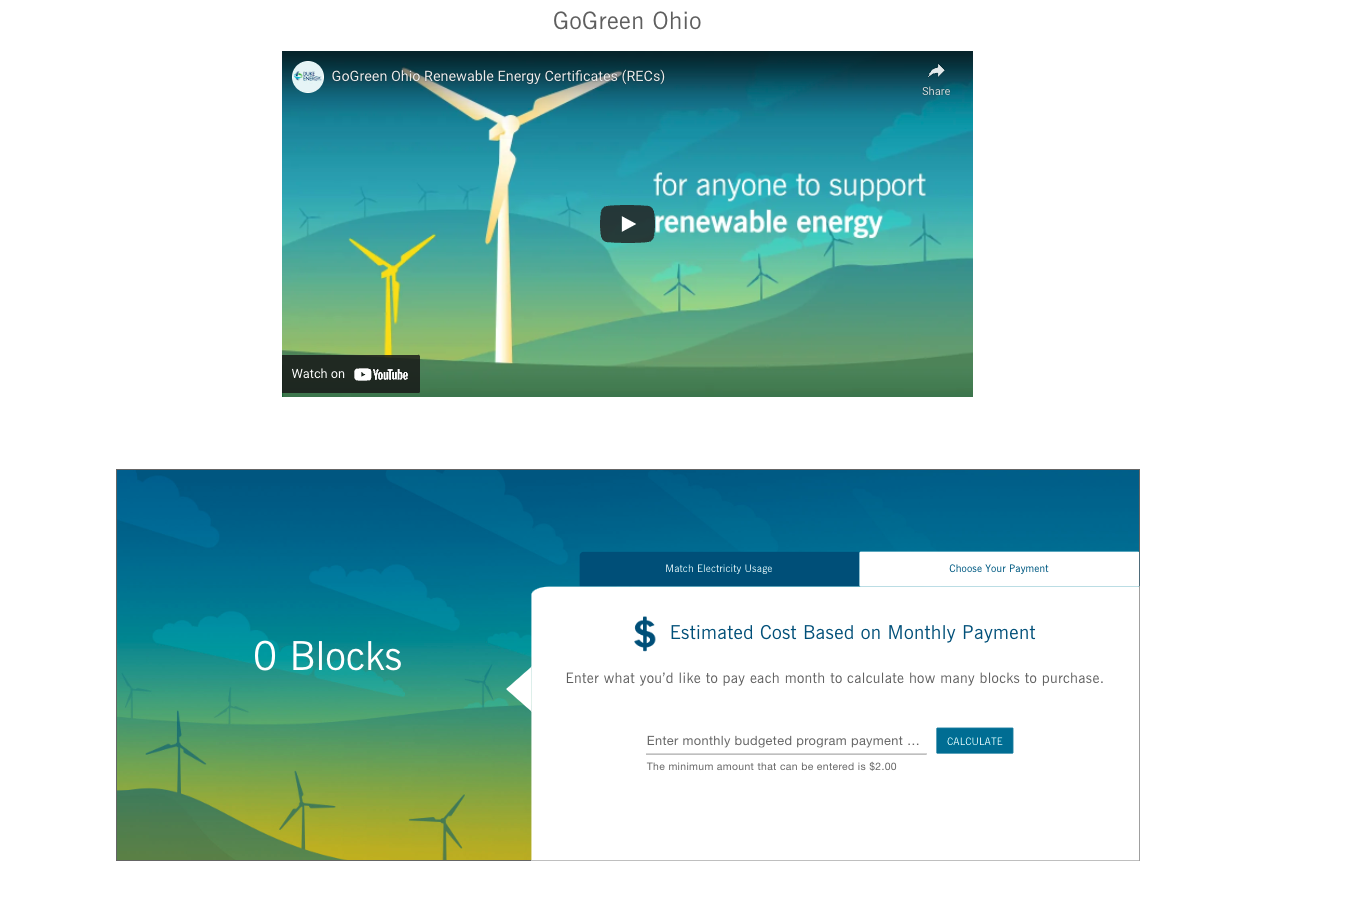 GoGreen Ohio
DUKE ENERGY
GoGreen Ohio Renewable Energy Certificates (RECs)
Share
for anyone to support
renewable energy
Watch on YouTube
Match Electricity Usage
Choose Your Payment
$ Estimated Cost Based on Monthly Payment
0 Blocks
Enter what you’d like to pay each month to calculate how many blocks to purchase.
Enter monthly budgeted program payment ...
CALCULATE
The minimum amount that can be entered is $2.00